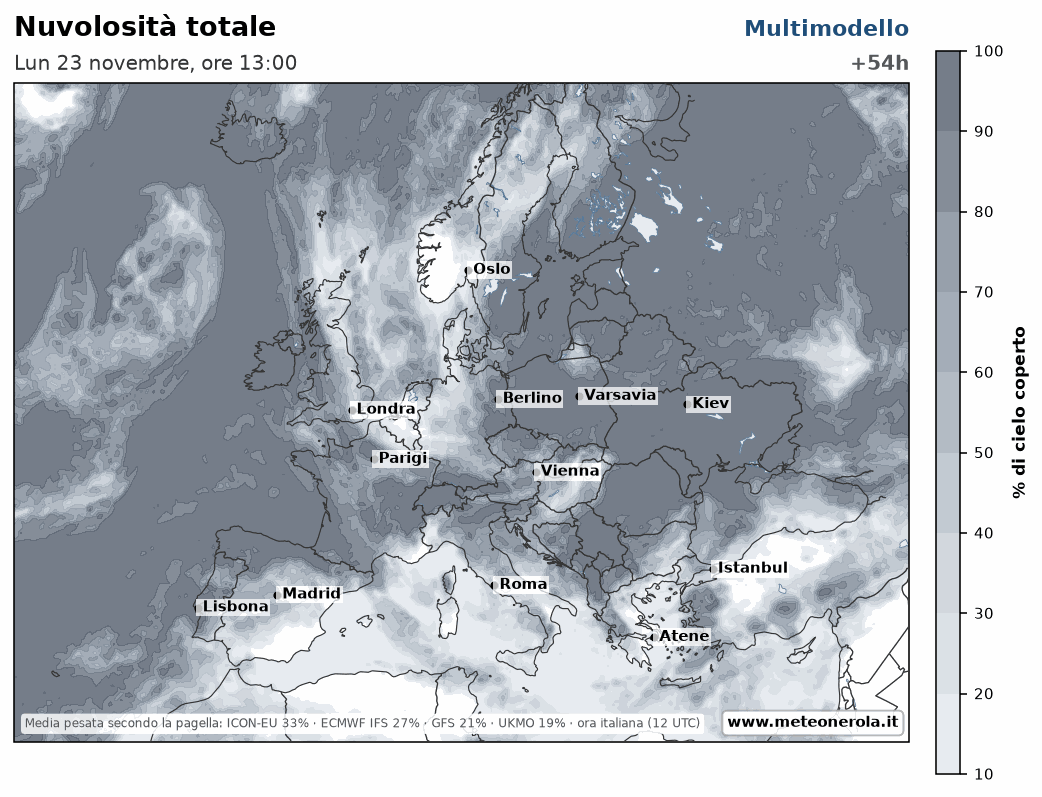 Nuvolosità totale
Multimodello
Lun 23 novembre, ore 13:00
+54h
100
90
80
70
60
50
40
30
20
10
% di cielo coperto
Oslo
Berlino
Varsavia
Kiev
Londra
Parigi
Vienna
Istanbul
Roma
Madrid
Lisbona
Atene
Media pesata secondo la pagella: ICON-EU 33% · ECMWF IFS 27% · GFS 21% · UKMO 19% · ora italiana (12 UTC)
www.meteonerola.it